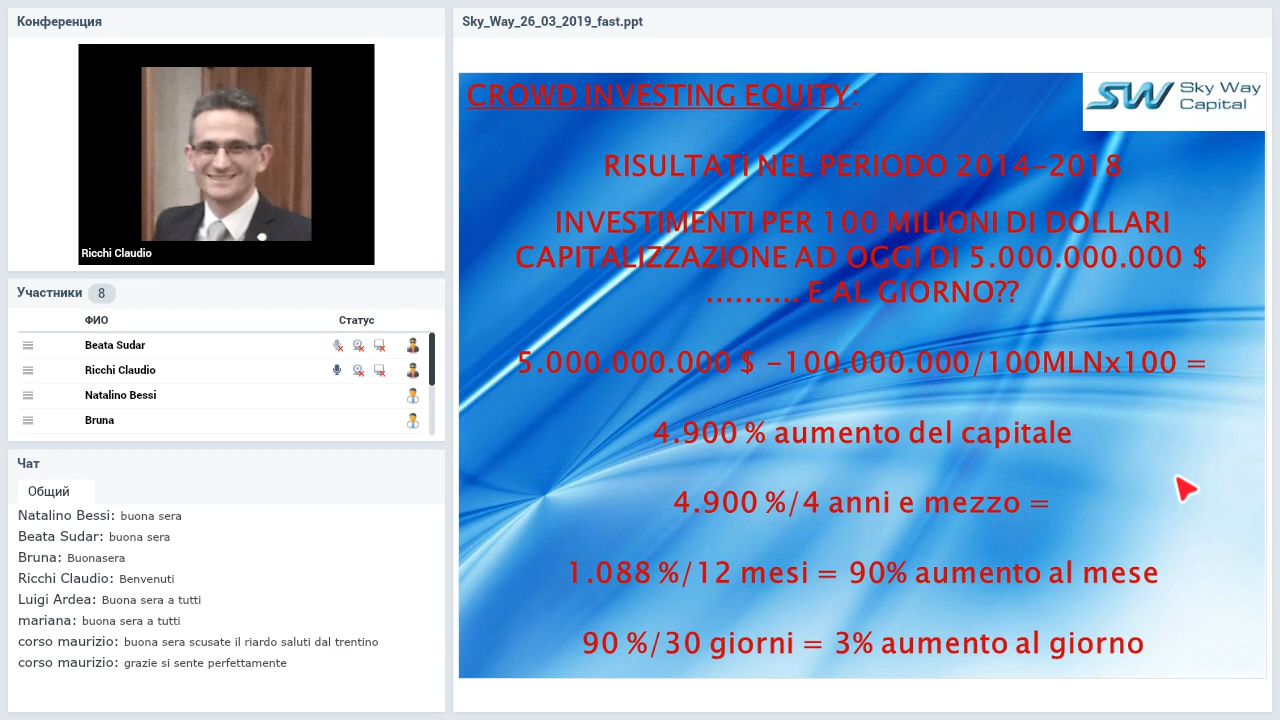 Конференция
Ricchi Claudio
Участники 8
ФИО Статус
Beata Sudar
Ricchi Claudio
Natalino Bessi
Bruna
Чат
Общий
Natalino Bessi: buona sera
Beata Sudar: buona sera
Bruna: Buonasera
Ricchi Claudio: Benvenuti
Luigi Ardea: Buona sera a tutti
mariana: buona sera a tutti
corso maurizio: buona sera scusate il riardo saluti dal trentino
corso maurizio: grazie si sente perfettamente
Sky_Way_26_03_2019_fast.ppt
CROWD INVESTING EQUITY:
SW Sky Way
Capital
RISULTATI NEL PERIODO 2014-2018
INVESTIMENTI PER 100 MILIONI DI DOLLARI
CAPITALIZZAZIONE AD OGGI DI 5.000.000.000 $
.......... E AL GIORNO??
5.000.000.000 $ -100.000.000/100MLNx100 =
4.900 % aumento del capitale
4.900 %/4 anni e mezzo =
1.088 %/12 mesi = 90% aumento al mese
90 %/30 giorni = 3% aumento al giorno